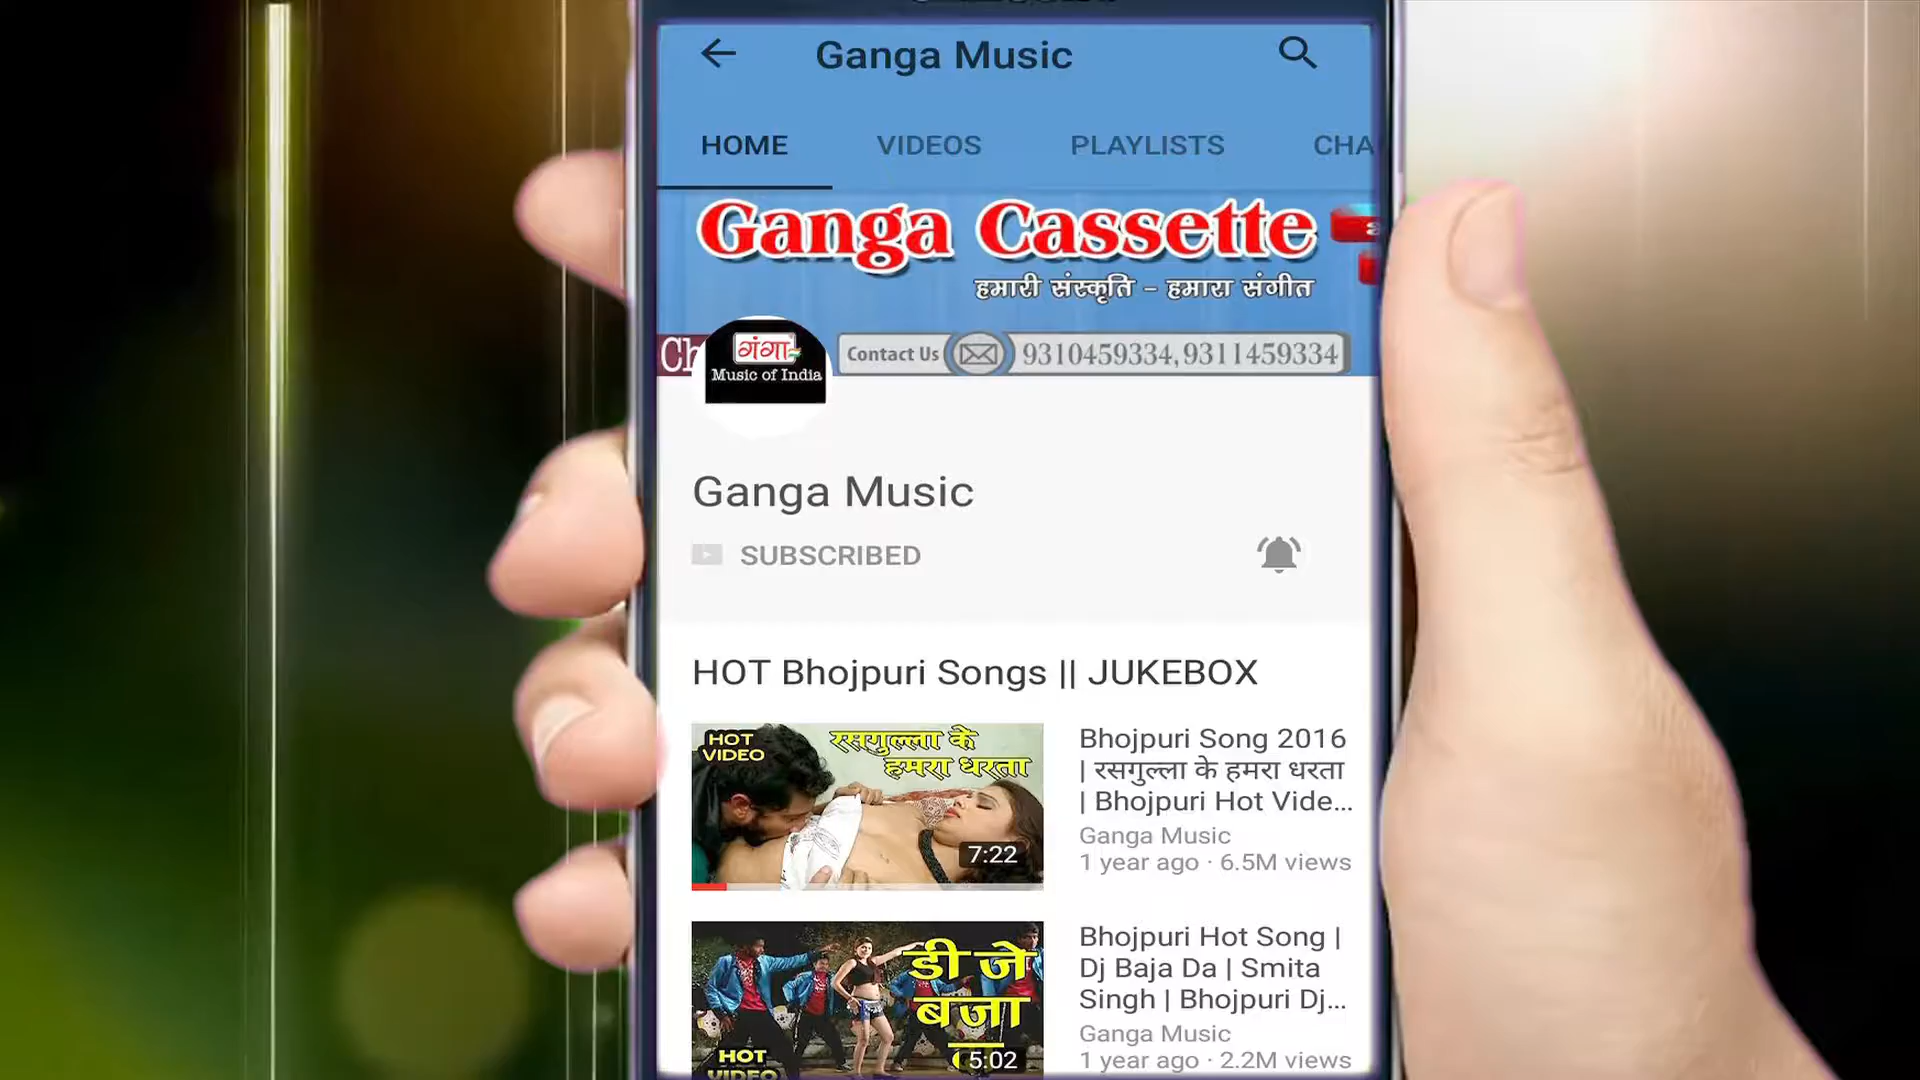 Ganga Music
HOME VIDEOS PLAYLISTS CHA
Ganga Cassette
हमारी संस्कृति - हमारा संगीत
Ch
गंगा
Music of India
Contact Us 9310459334, 9311459334
Ganga Music
SUBSCRIBED
HOT Bhojpuri Songs || JUKEBOX
HOT
VIDEO
रसगुल्ला के
हमरा धरता
7:22
Bhojpuri Song 2016
| रसगुल्ला के हमरा धरता
| Bhojpuri Hot Vide...
Ganga Music
1 year ago · 6.5M views
डी जे
बजा
HOT
VIDEO
5:02
Bhojpuri Hot Song |
Dj Baja Da | Smita
Singh | Bhojpuri Dj...
Ganga Music
1 year ago · 2.2M views